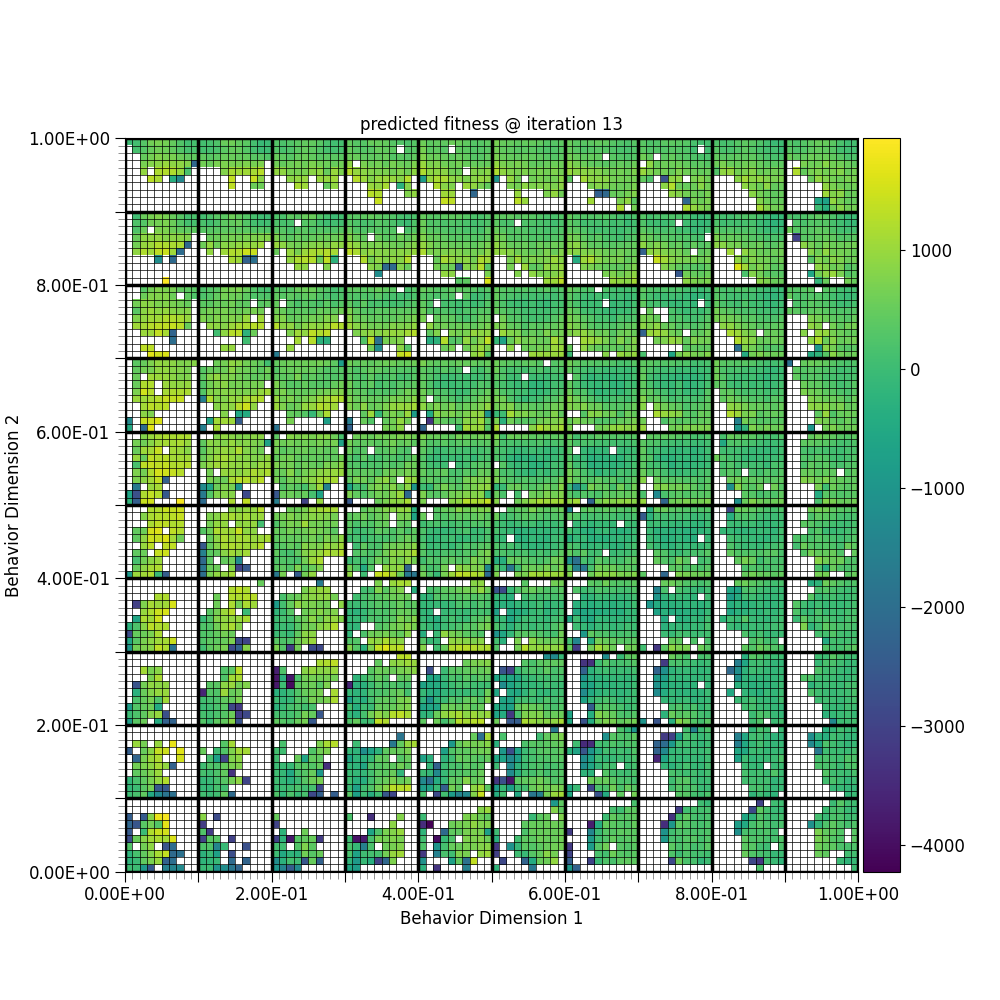 predicted fitness @ iteration 13
1.00E+00
8.00E-01
6.00E-01
4.00E-01
2.00E-01
0.00E+00
Behavior Dimension 2
0.00E+00 2.00E-01 4.00E-01 6.00E-01 8.00E-01 1.00E+00
Behavior Dimension 1
1000
0
−1000
−2000
−3000
−4000